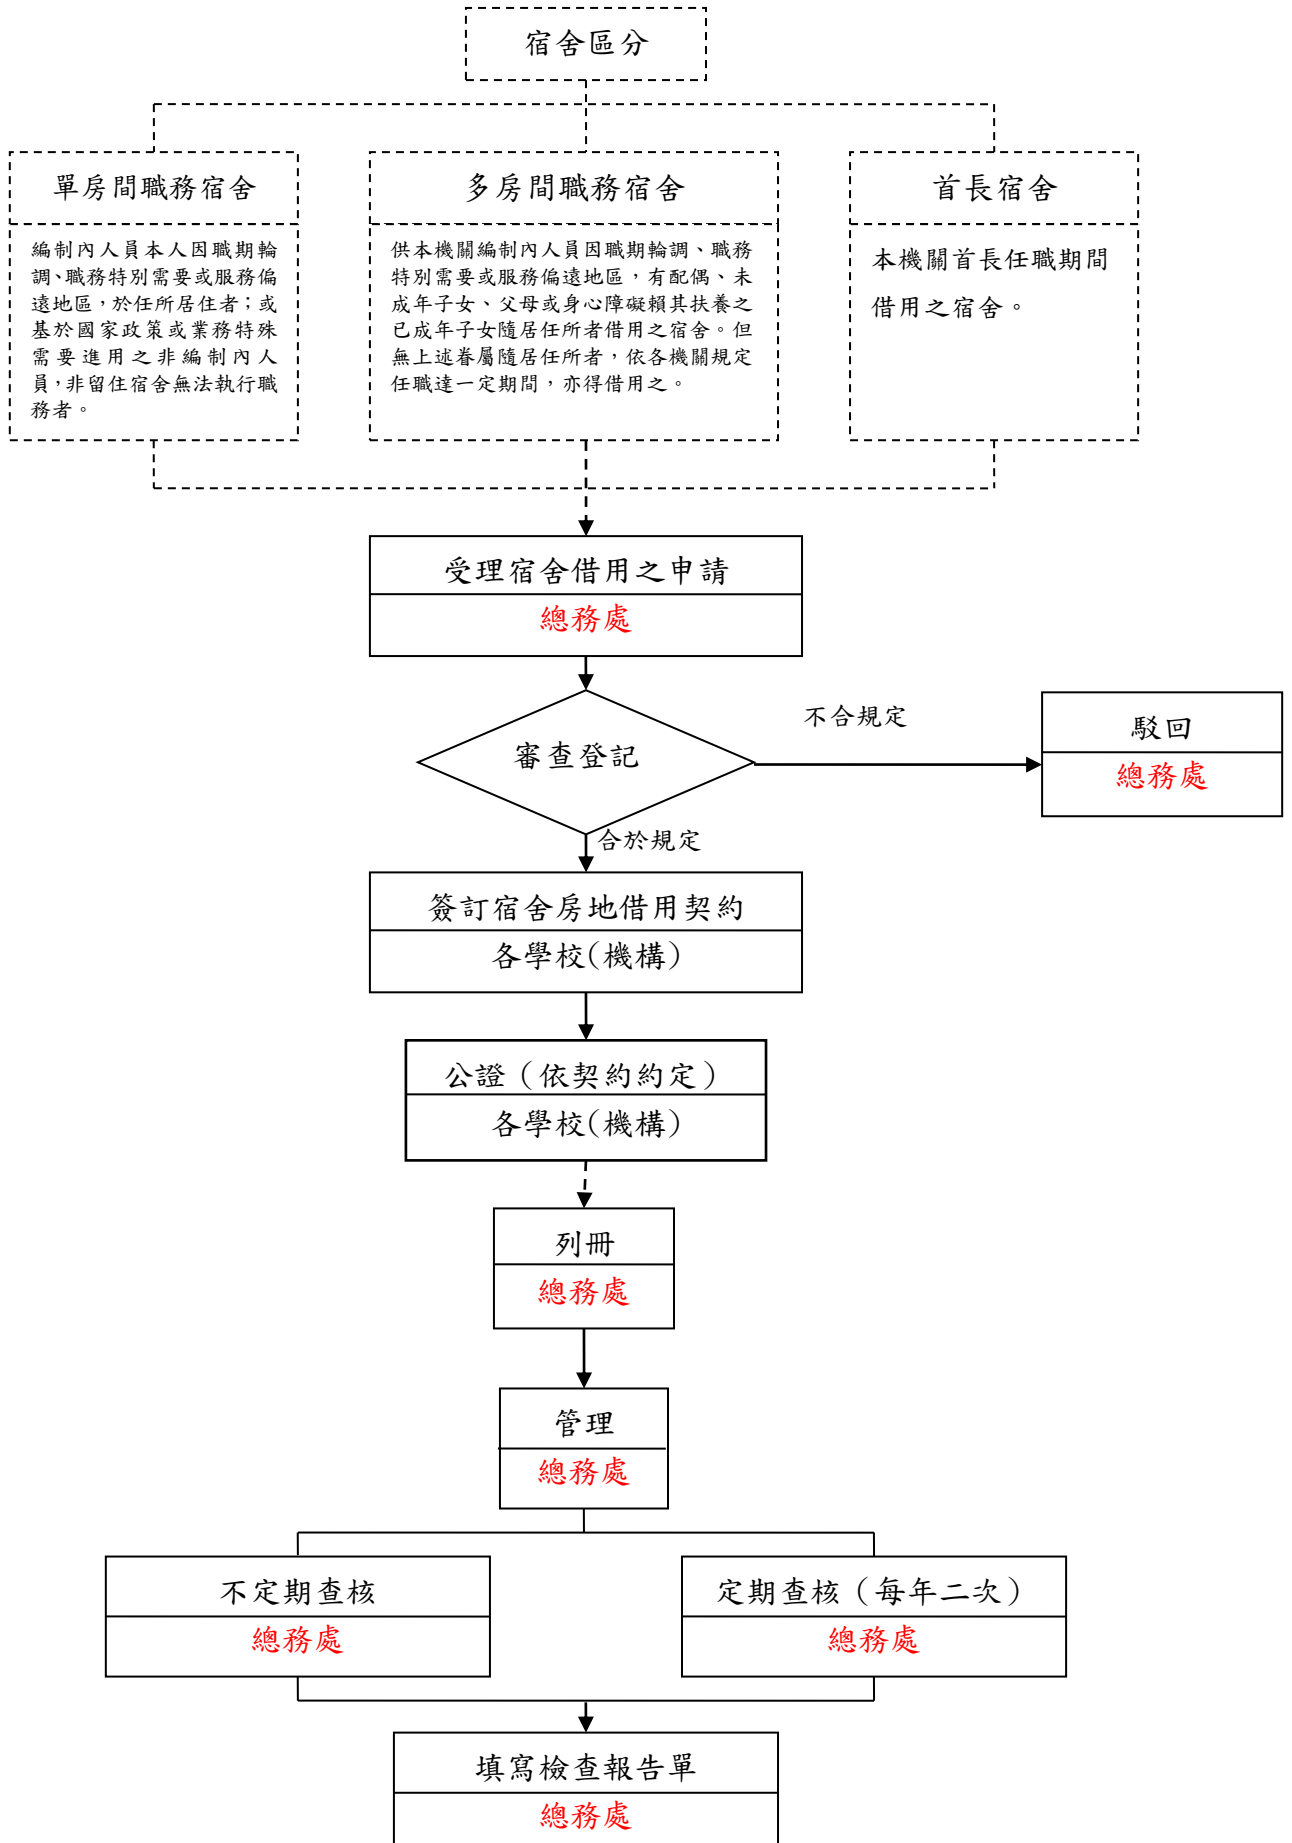 宿舍區分
單房間職務宿舍
編制內人員本人因職期輪
調、職務特別需要或服務偏
遠地區，於任所居住者；或
基於國家政策或業務特殊
需要進用之非編制內人
員，非留住宿舍無法執行職
務者。
多房間職務宿舍
供本機關編制內人員因職期輪調、職務
特別需要或服務偏遠地區，有配偶、未
成年子女、父母或身心障礙賴其扶養之
已成年子女隨居任所者借用之宿舍。但
無上述眷屬隨居任所者，依各機關規定
任職達一定期間，亦得借用之。
首長宿舍
本機關首長任職期間
借用之宿舍。
受理宿舍借用之申請
總務處
審查登記
不合規定
駁回
總務處
合於規定
簽訂宿舍房地借用契約
各學校(機構)
公證（依契約約定）
各學校(機構)
列冊
總務處
管理
總務處
不定期查核
總務處
定期查核（每年二次）
總務處
填寫檢查報告單
總務處